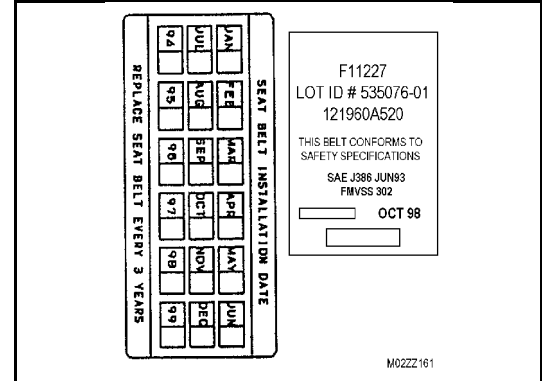 SEAT BELT INSTALLATION DATE
JAN FEB MAR APR MAY JUN
JUL AUG SEP OCT NOV DEC
94 95 96 97 98 99
REPLACE SEAT BELT EVERY 3 YEARS
F11227
LOT ID # 535076-01
121960A520
THIS BELT CONFORMS TO
SAFETY SPECIFICATIONS
SAE J386 JUN93
FMVSS 302
OCT 98
M02ZZ161